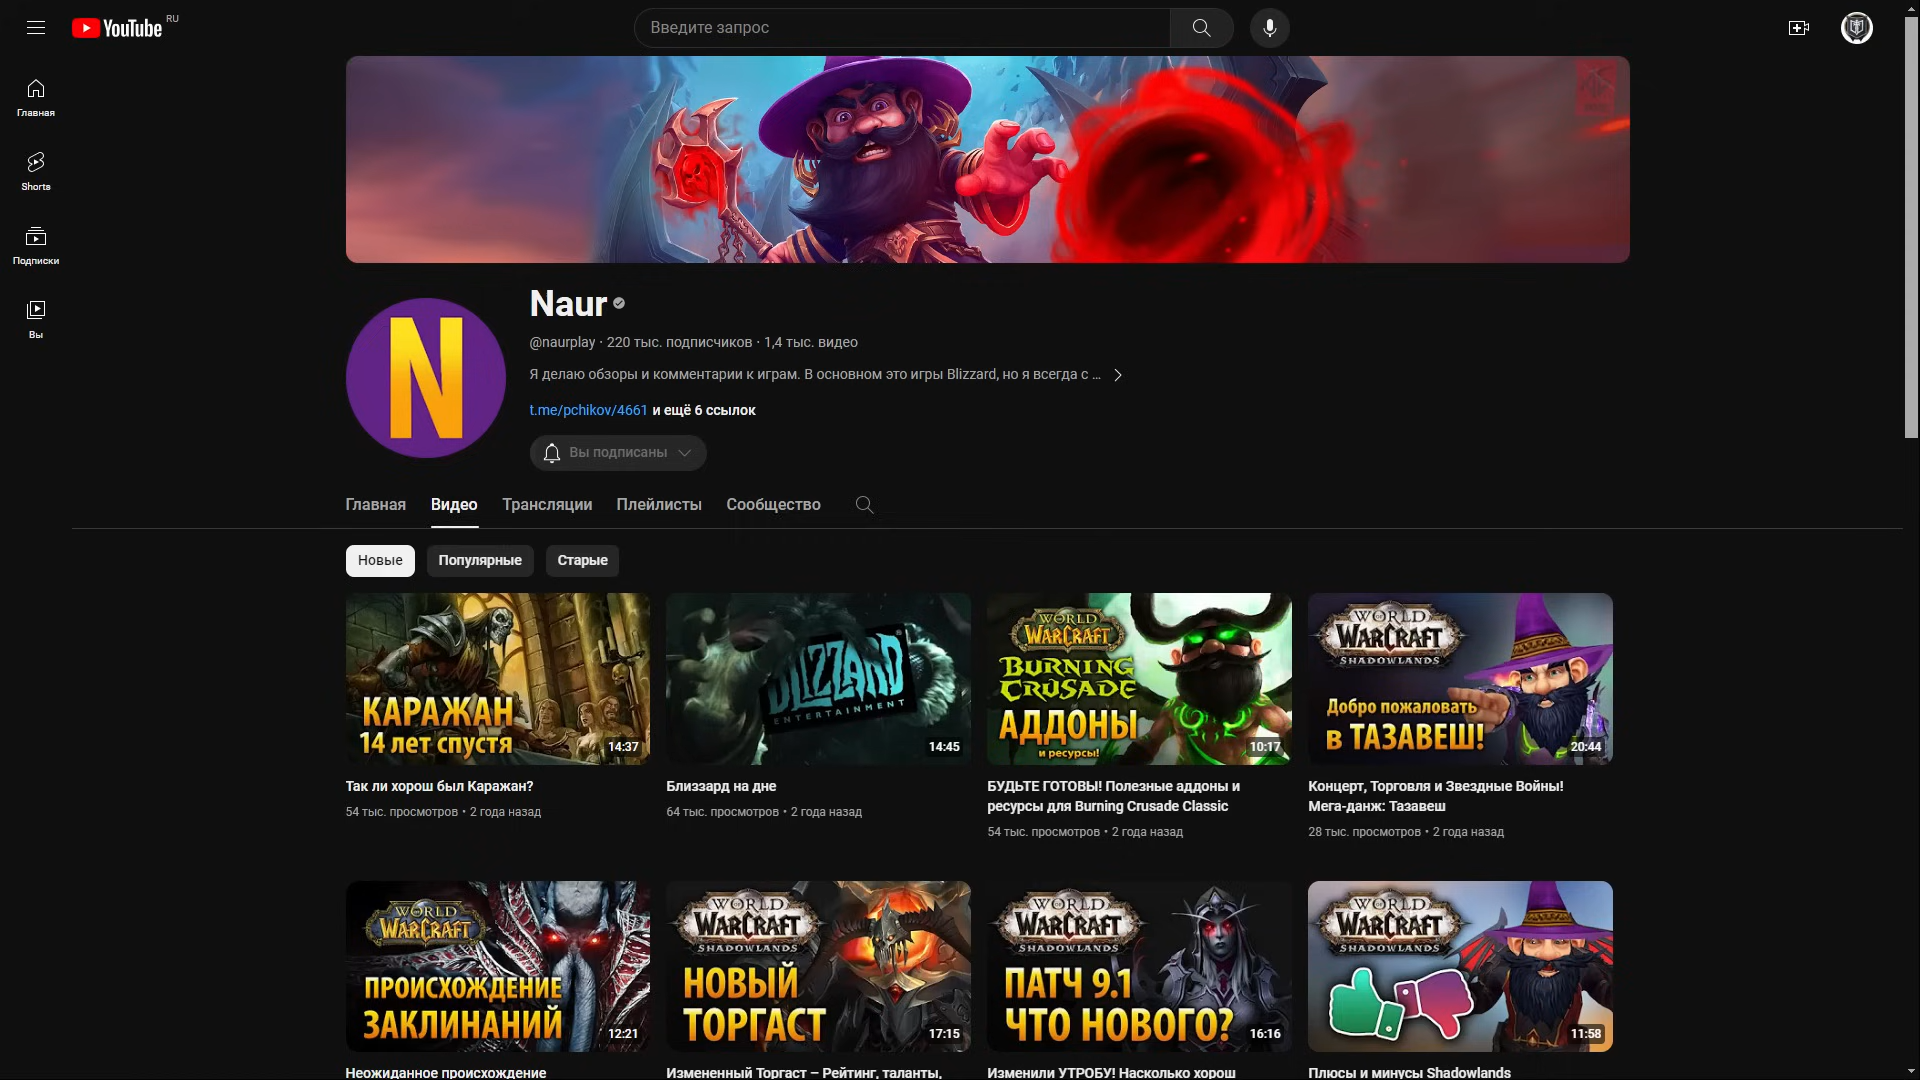 YouTube RU
Введите запрос
Главная
Shorts
Подписки
Вы
Naur
@naurplay · 220 тыс. подписчиков · 1,4 тыс. видео
Я делаю обзоры и комментарии к играм. В основном это игры Blizzard, но я всегда с ...
t.me/pchikov/4661 и ещё 6 ссылок
Вы подписаны
Главная Видео Трансляции Плейлисты Сообщество
Новые Популярные Старые
КАРАЖАН
14 лет спустя
14:37
BLIZZARD
ENTERTAINMENT
14:45
WORLD
WARCRAFT
BURNING
CRUSADE
АДДОНЫ
и ресурсы!
10:17
WORLD
WARCRAFT
SHADOWLANDS
Добро пожаловать
в ТАЗАВЕШ!
20:44
Так ли хорош был Каражан?
54 тыс. просмотров • 2 года назад
Близзард на дне
64 тыс. просмотров • 2 года назад
БУДЬТЕ ГОТОВЫ! Полезные аддоны и
ресурсы для Burning Crusade Classic
54 тыс. просмотров • 2 года назад
Концерт, Торговля и Звездные Войны!
Мега-данж: Тазавеш
28 тыс. просмотров • 2 года назад
WORLD
WARCRAFT
ПРОИСХОЖДЕНИЕ
ЗАКЛИНАНИЙ
12:21
WORLD
WARCRAFT
SHADOWLANDS
НОВЫЙ
ТОРГАСТ
17:15
WORLD
WARCRAFT
SHADOWLANDS
ПАТЧ 9.1
ЧТО НОВОГО?
16:16
WORLD
WARCRAFT
SHADOWLANDS
11:58
Неожиданное происхождение
Измененный Торгаст – Рейтинг, таланты,
Изменили УТРОБУ! Насколько хорош
Плюсы и минусы Shadowlands